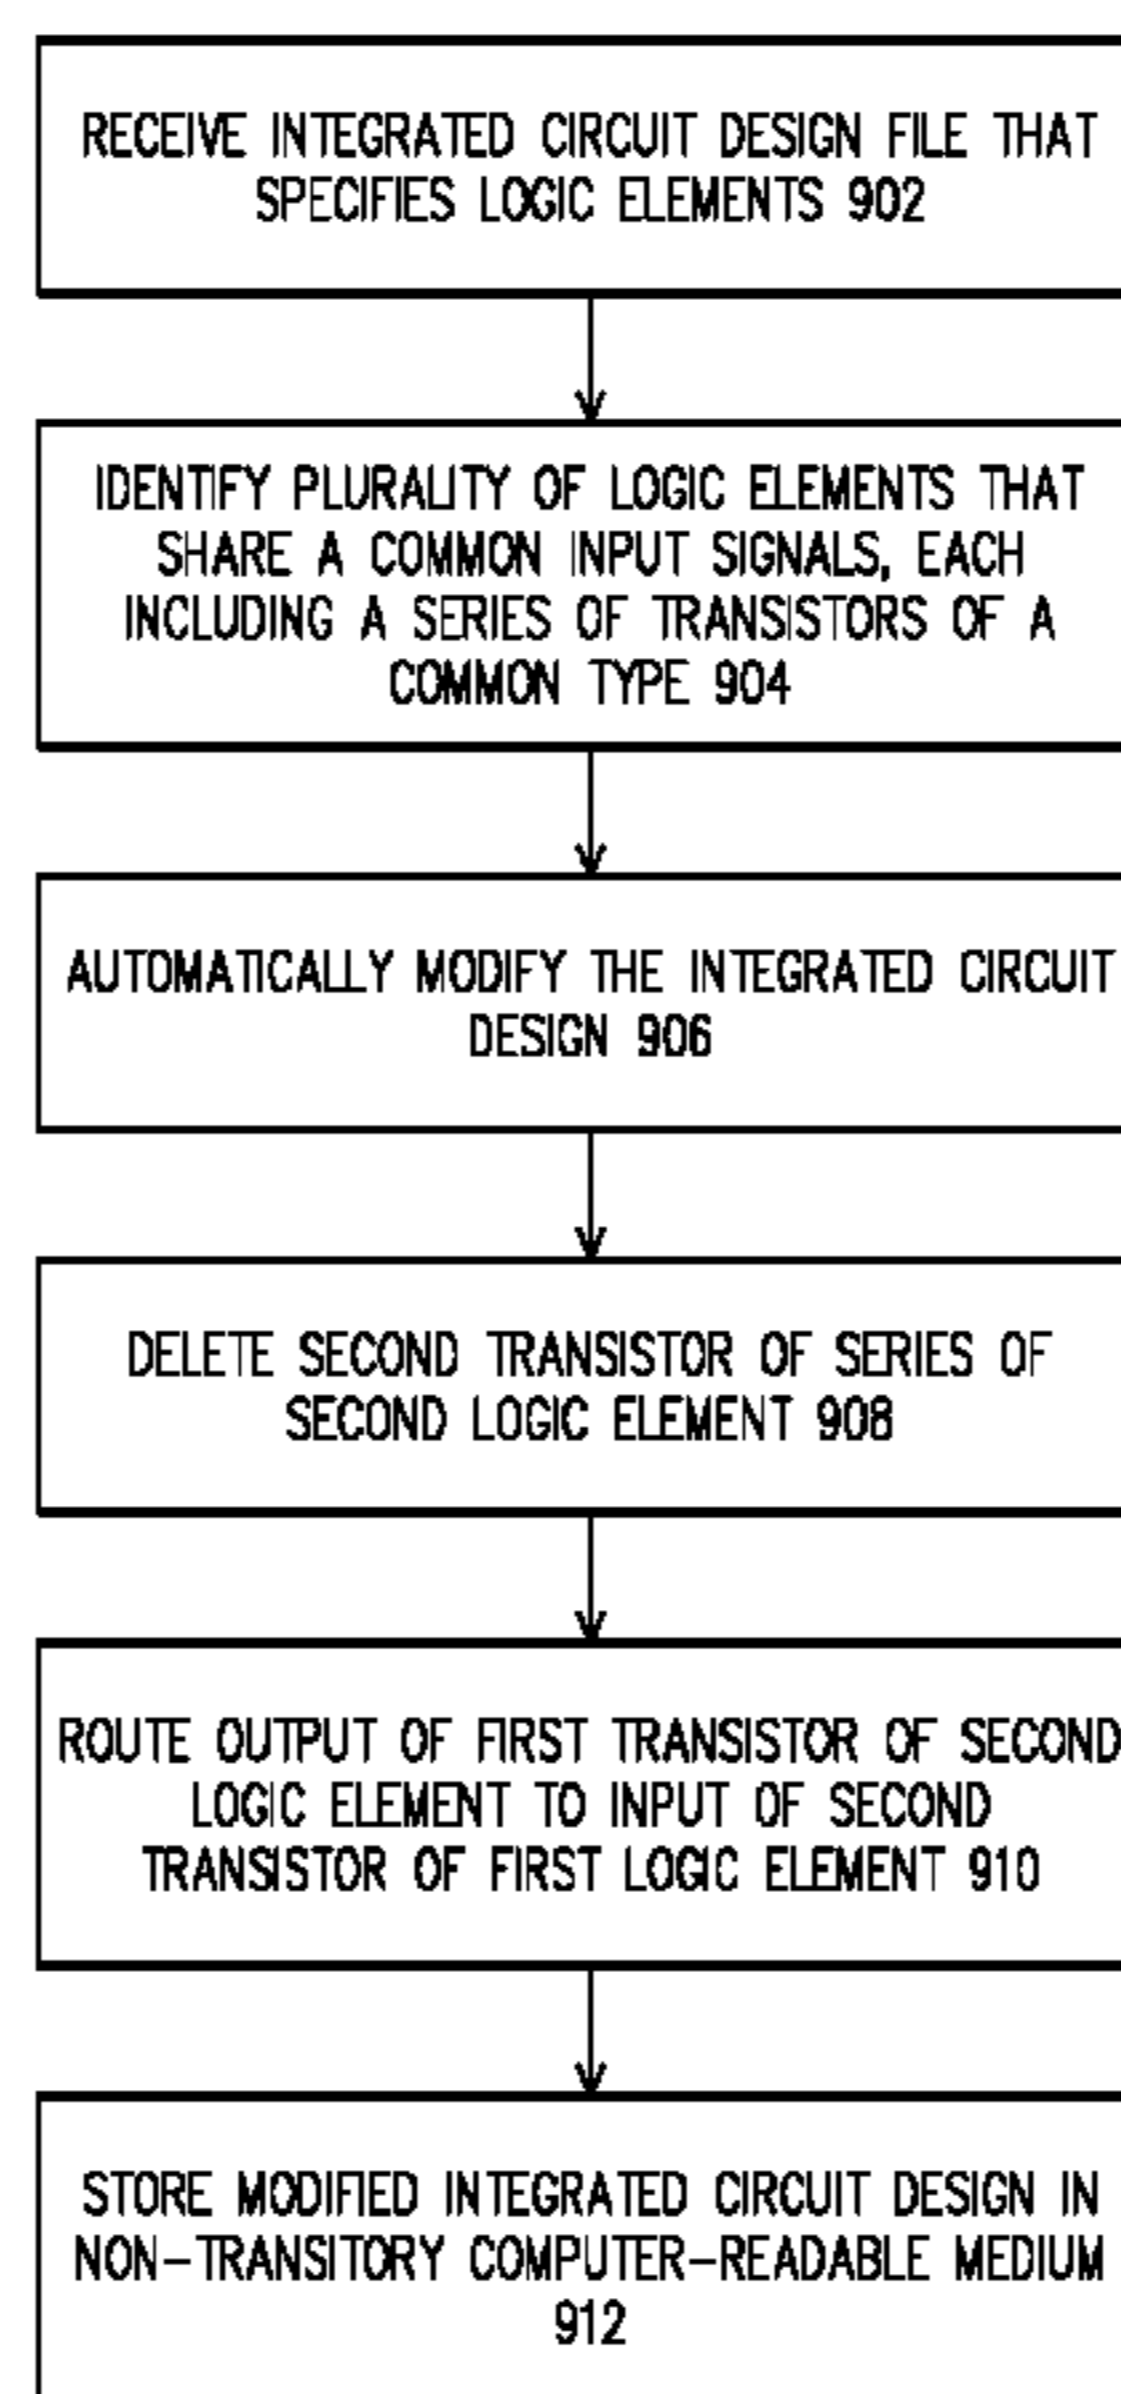 RECEIVE INTEGRATED CIRCUIT DESIGN FILE THAT
SPECIFIES LOGIC ELEMENTS 902
IDENTIFY PLURALITY OF LOGIC ELEMENTS THAT
SHARE A COMMON INPUT SIGNALS, EACH
INCLUDING A SERIES OF TRANSISTORS OF A
COMMON TYPE 904
AUTOMATICALLY MODIFY THE INTEGRATED CIRCUIT
DESIGN 906
DELETE SECOND TRANSISTOR OF SERIES OF
SECOND LOGIC ELEMENT 908
ROUTE OUTPUT OF FIRST TRANSISTOR OF SECOND
LOGIC ELEMENT TO INPUT OF SECOND
TRANSISTOR OF FIRST LOGIC ELEMENT 910
STORE MODIFIED INTEGRATED CIRCUIT DESIGN IN
NON-TRANSITORY COMPUTER-READABLE MEDIUM
912